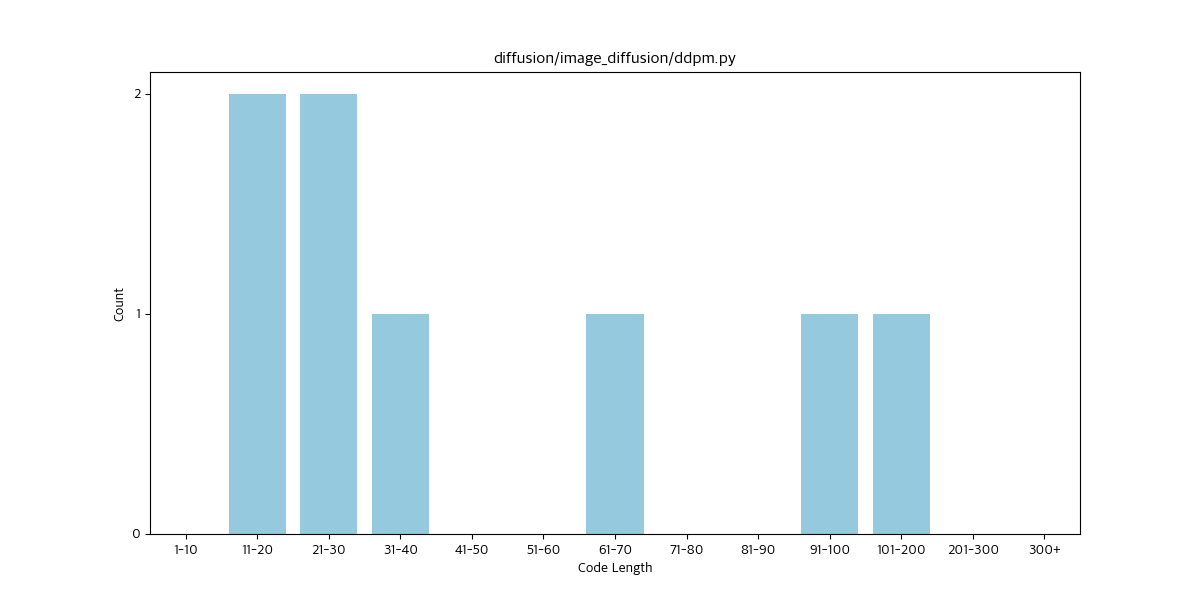 diffusion/image_diffusion/ddpm.py
2
1
0
Count
1-10 11-20 21-30 31-40 41-50 51-60 61-70 71-80 81-90 91-100 101-200 201-300 300+
Code Length